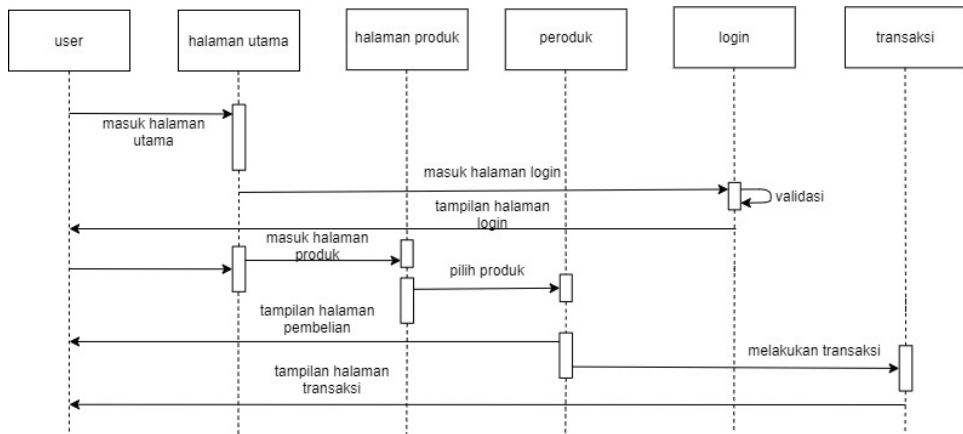 user
halaman utama
halaman produk
peroduk
login
transaksi
masuk halaman
utama
masuk halaman login
validasi
tampilan halaman
login
masuk halaman
produk
pilih produk
tampilan halaman
pembelian
melakukan transaksi
tampilan halaman
transaksi